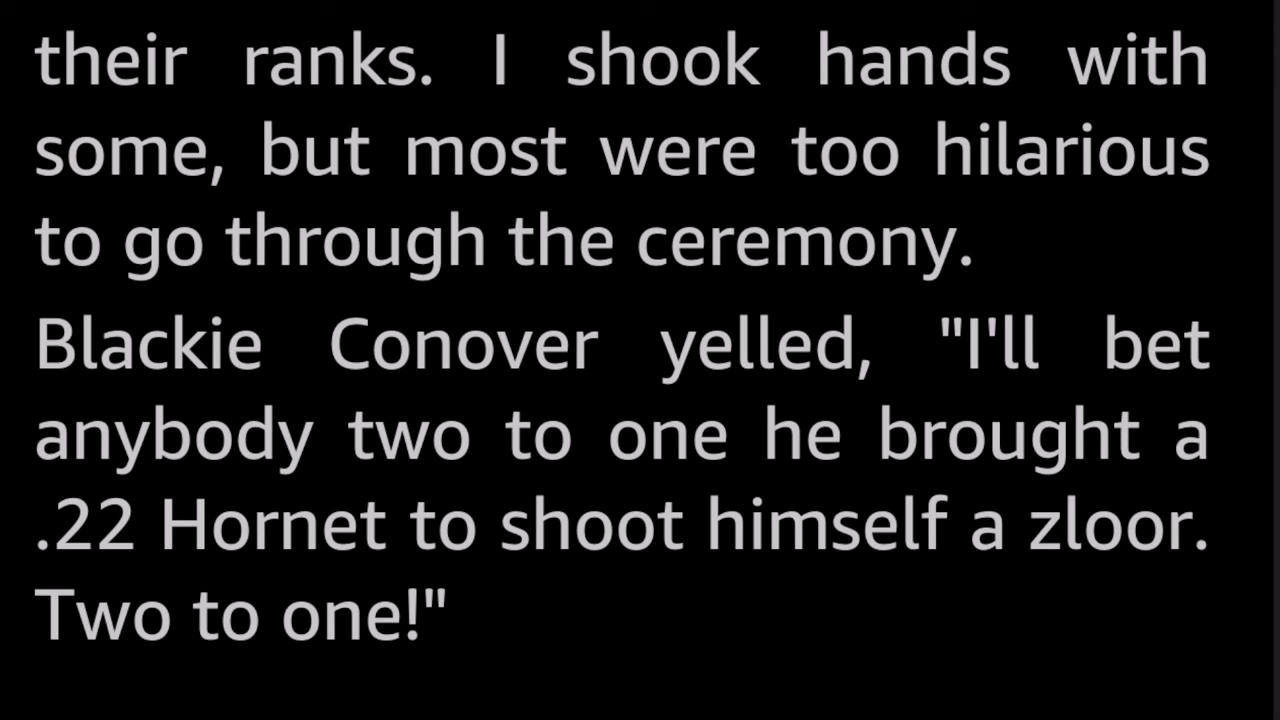 their ranks. I shook hands with
some, but most were too hilarious
to go through the ceremony.
Blackie Conover yelled, "I'll bet
anybody two to one he brought a
.22 Hornet to shoot himself a zloor.
Two to one!"